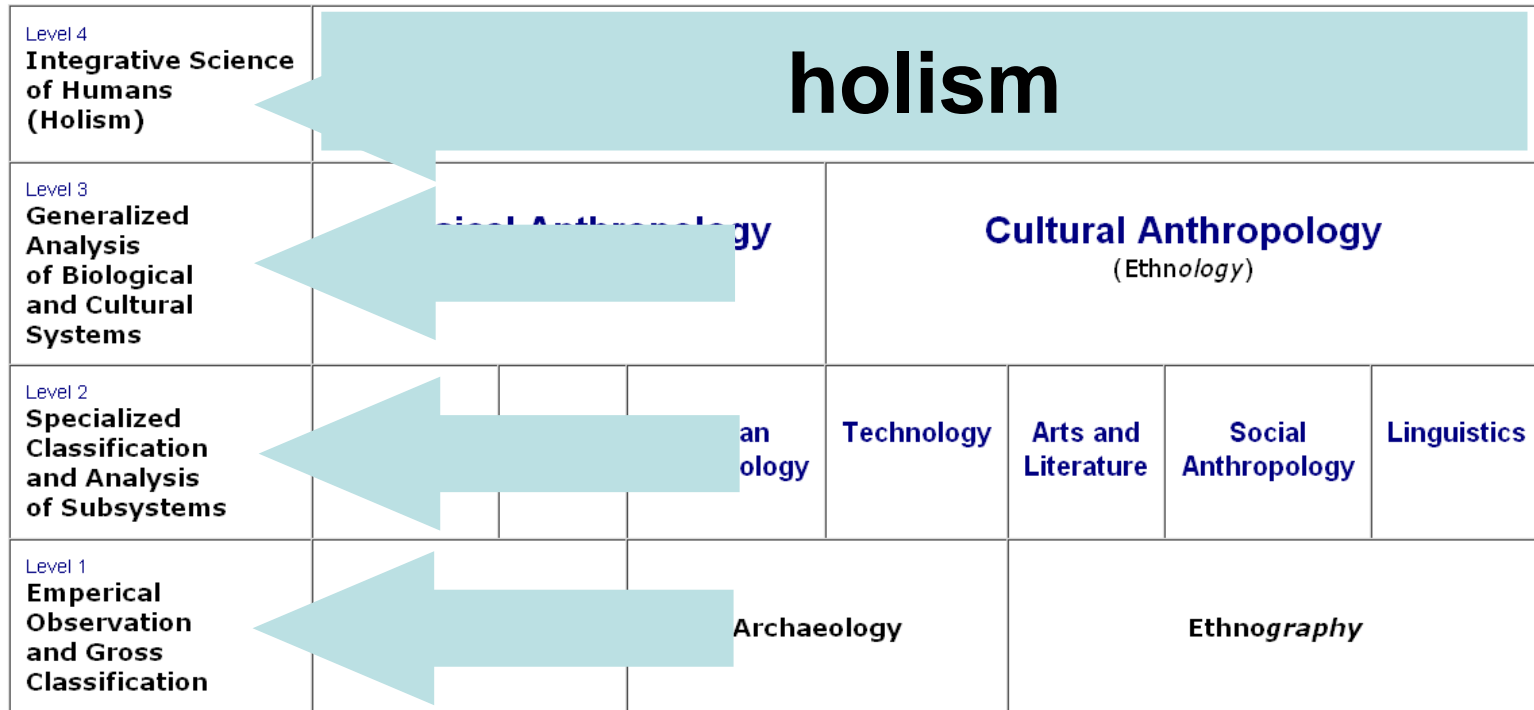 Level 4
Integrative Science
of Humans
(Holism)
holism
Level 3
Generalized
Analysis
of Biological
and Cultural
Systems
Cultural Anthropology
(Ethnology)
Level 2
Specialized
Classification
and Analysis
of Subsystems
Technology
Arts and
Literature
Social
Anthropology
Linguistics
Level 1
Emperical
Observation
and Gross
Classification
Archaeology
Ethnography